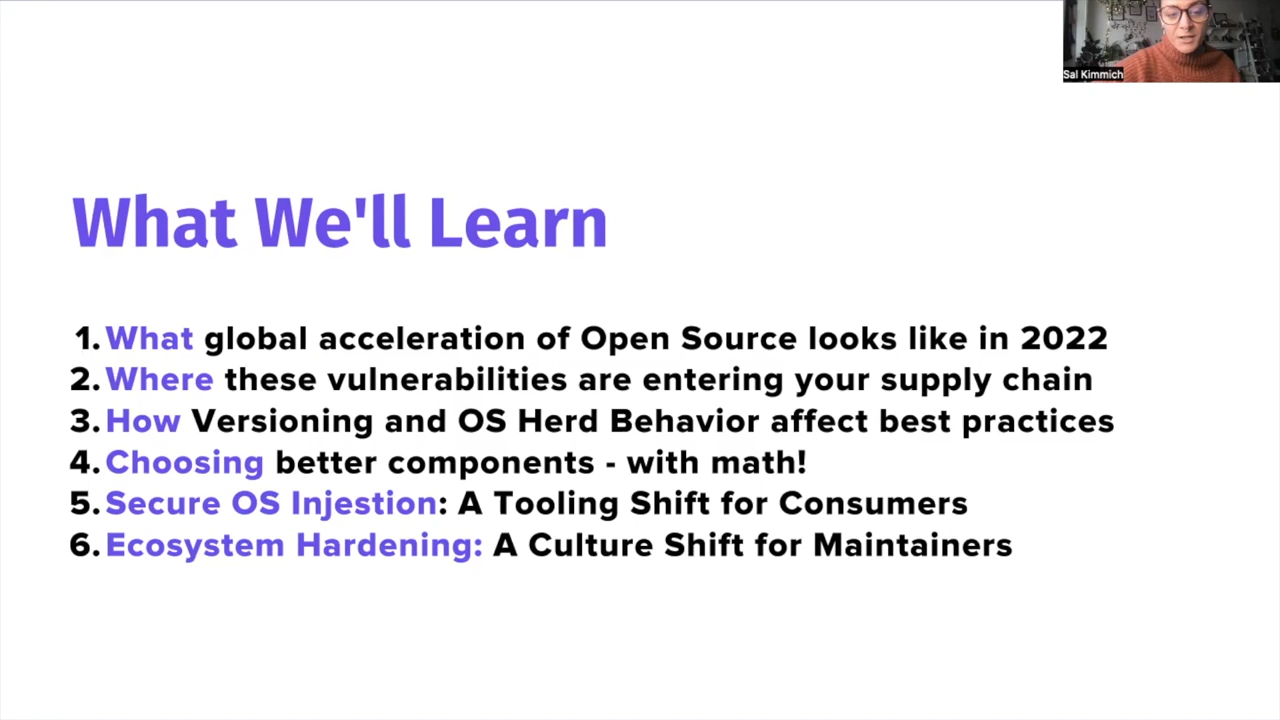 Sal Kimmich
What We'll Learn
1. What global acceleration of Open Source looks like in 2022
2. Where these vulnerabilities are entering your supply chain
3. How Versioning and OS Herd Behavior affect best practices
4. Choosing better components - with math!
5. Secure OS Injestion: A Tooling Shift for Consumers
6. Ecosystem Hardening: A Culture Shift for Maintainers